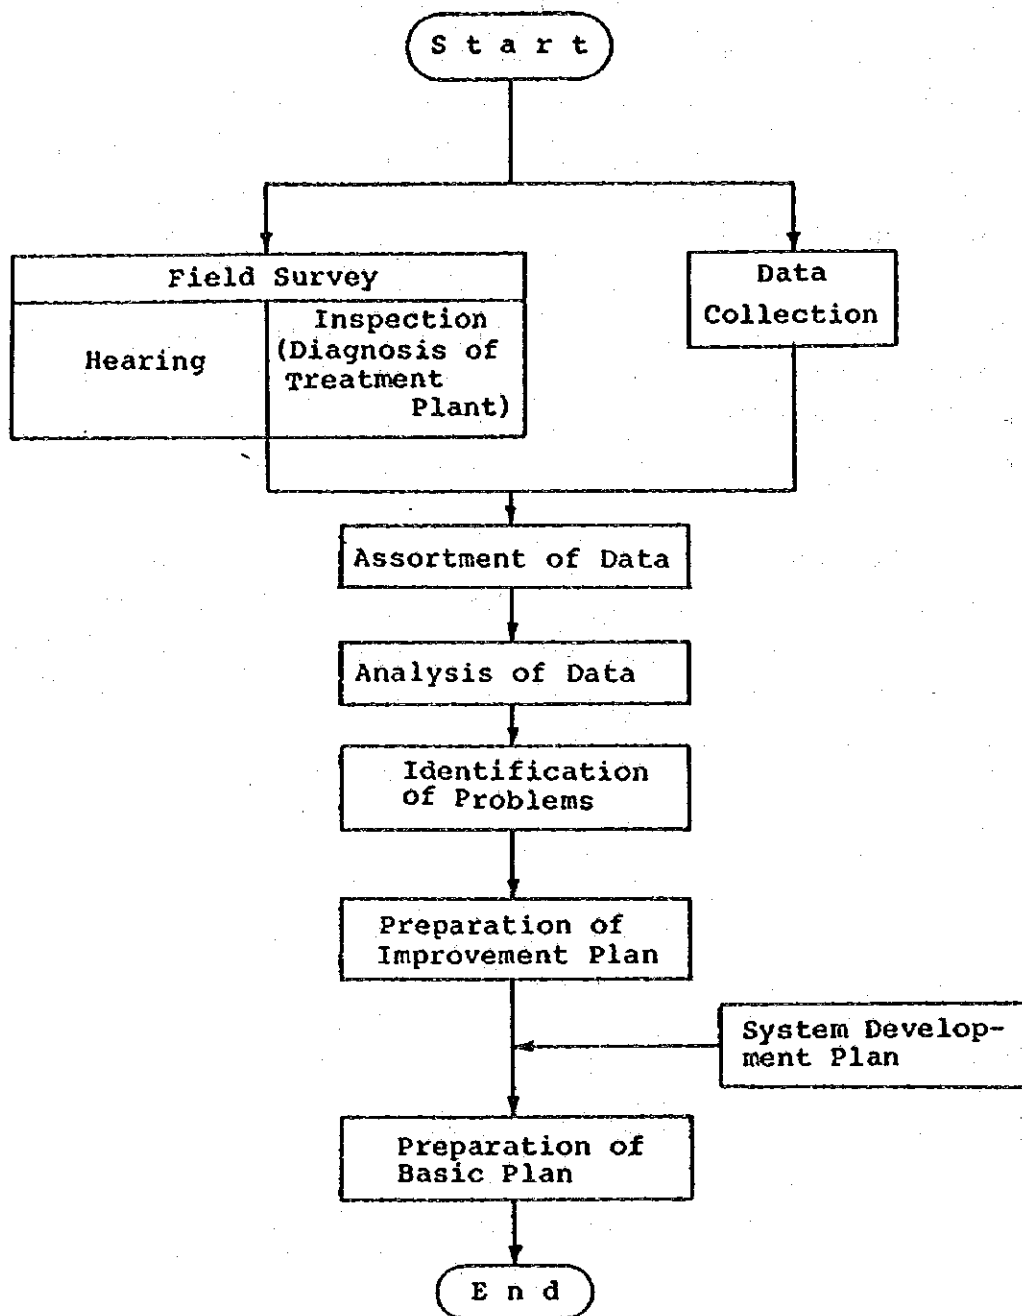 S t a r t
Field Survey
Hearing
Inspection
(Diagnosis of
Treatment
Plant)
Data
Collection
Assortment of Data
Analysis of Data
Identification
of Problems
Preparation of
Improvement Plan
System Develop-
ment Plan
Preparation of
Basic Plan
E n d